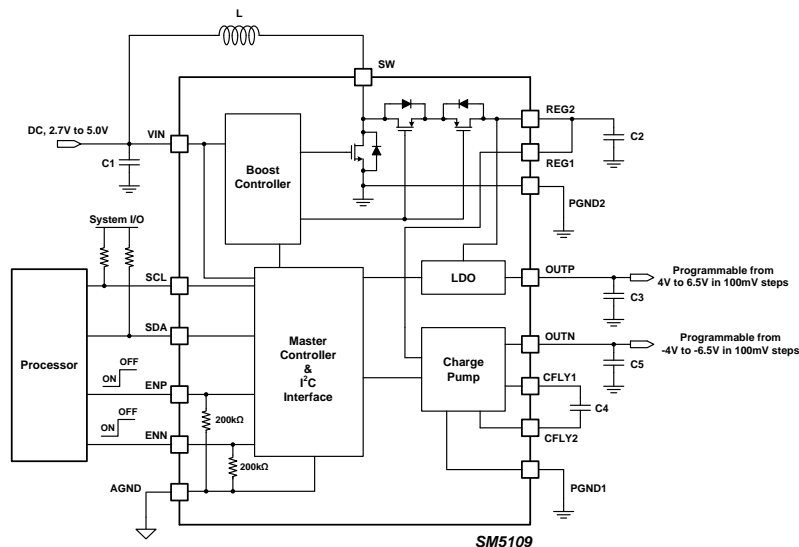 L
SW
DC, 2.7V to 5.0V
VIN
C1
Boost
Controller
REG2
C2
REG1
PGND2
System I/O
SCL
SDA
Processor
OFF
ON
ENP
OFF
ON
ENN
200kΩ
200kΩ
AGND
Master
Controller
&
I²C
Interface
LDO
OUTP
Programmable from
4V to 6.5V in 100mV steps
C3
OUTN
Programmable from
-4V to -6.5V in 100mV steps
C5
Charge
Pump
CFLY1
C4
CFLY2
PGND1
SM5109